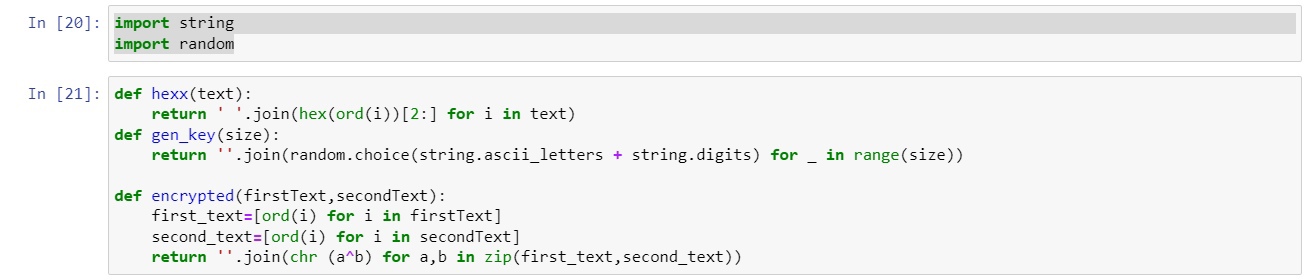 In [20]: import string
import random
In [21]: def hexx(text):
    return ' '.join(hex(ord(i))[2:] for i in text)
def gen_key(size):
    return ''.join(random.choice(string.ascii_letters + string.digits) for _ in range(size))

def encrypted(firstText,secondText):
    first_text=[ord(i) for i in firstText]
    second_text=[ord(i) for i in secondText]
    return ''.join(chr (a^b) for a,b in zip(first_text,second_text))